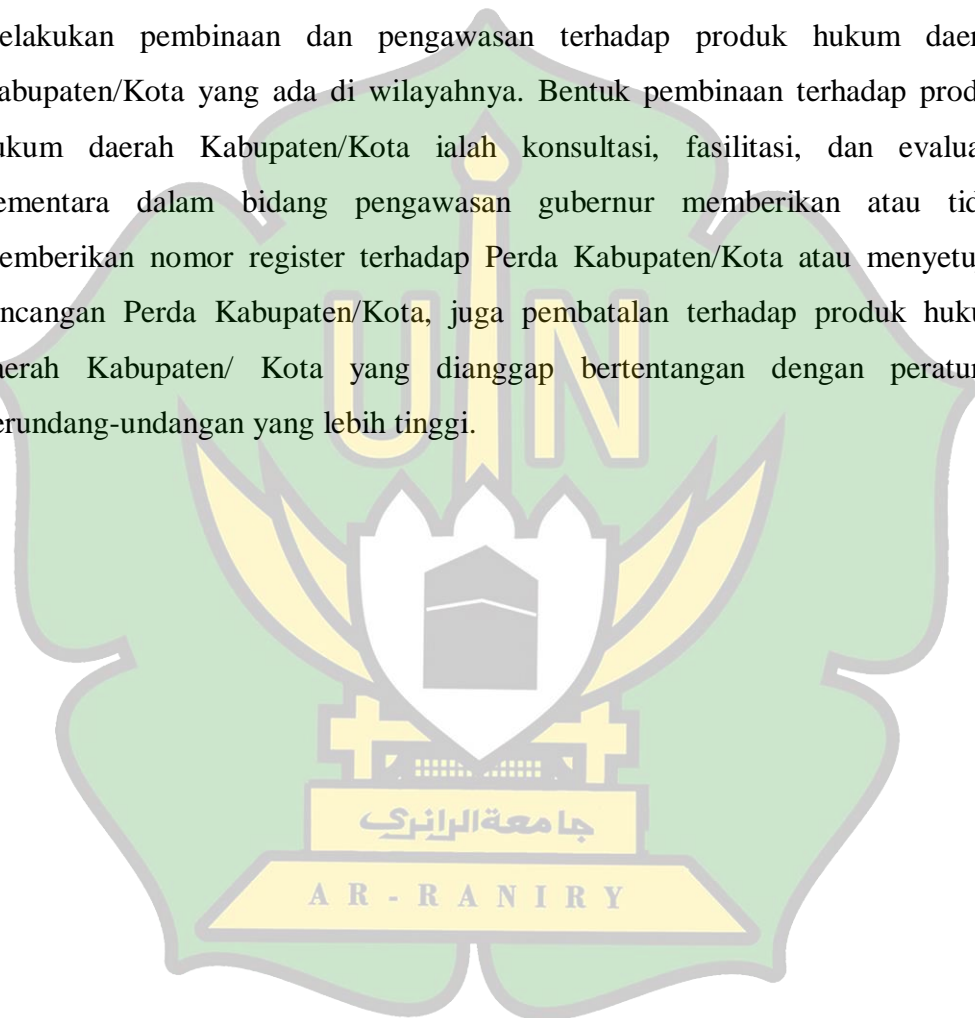 elakukan pembinaan dan pengawasan terhadap produk hukum daer
abupaten/Kota yang ada di wilayahnya. Bentuk pembinaan terhadap prod
ukum daerah Kabupaten/Kota ialah konsultasi, fasilitasi, dan evalua
ementara dalam bidang pengawasan gubernur memberikan atau tid
emberikan nomor register terhadap Perda Kabupaten/Kota atau menyetu
ncangan Perda Kabupaten/Kota, juga pembatalan terhadap produk huku
aerah Kabupaten/ Kota yang dianggap bertentangan dengan peratur
erundang-undangan yang lebih tinggi.
UIN
جامعة الرانري
AR-RANIRY